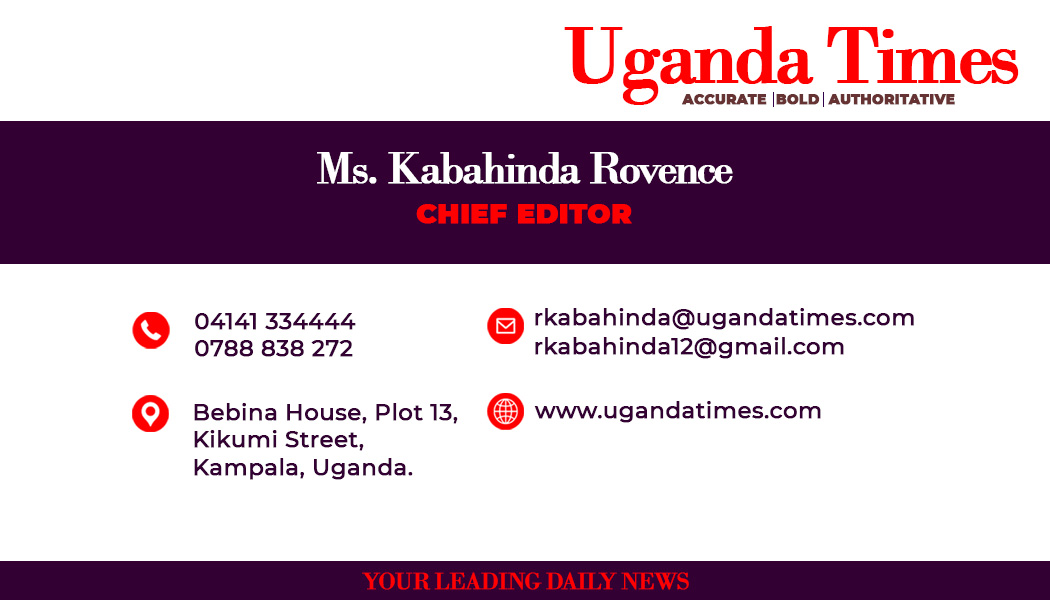 Uganda Times
ACCURATE |BOLD| AUTHORITATIVE
Ms. Kabahinda Rovence
CHIEF EDITOR
04141 334444
0788 838 272
rkabahinda@ugandatimes.com
rkabahinda12@gmail.com
Bebina House, Plot 13,
Kikumi Street,
Kampala, Uganda.
www.ugandatimes.com
YOUR LEADING DAILY NEWS